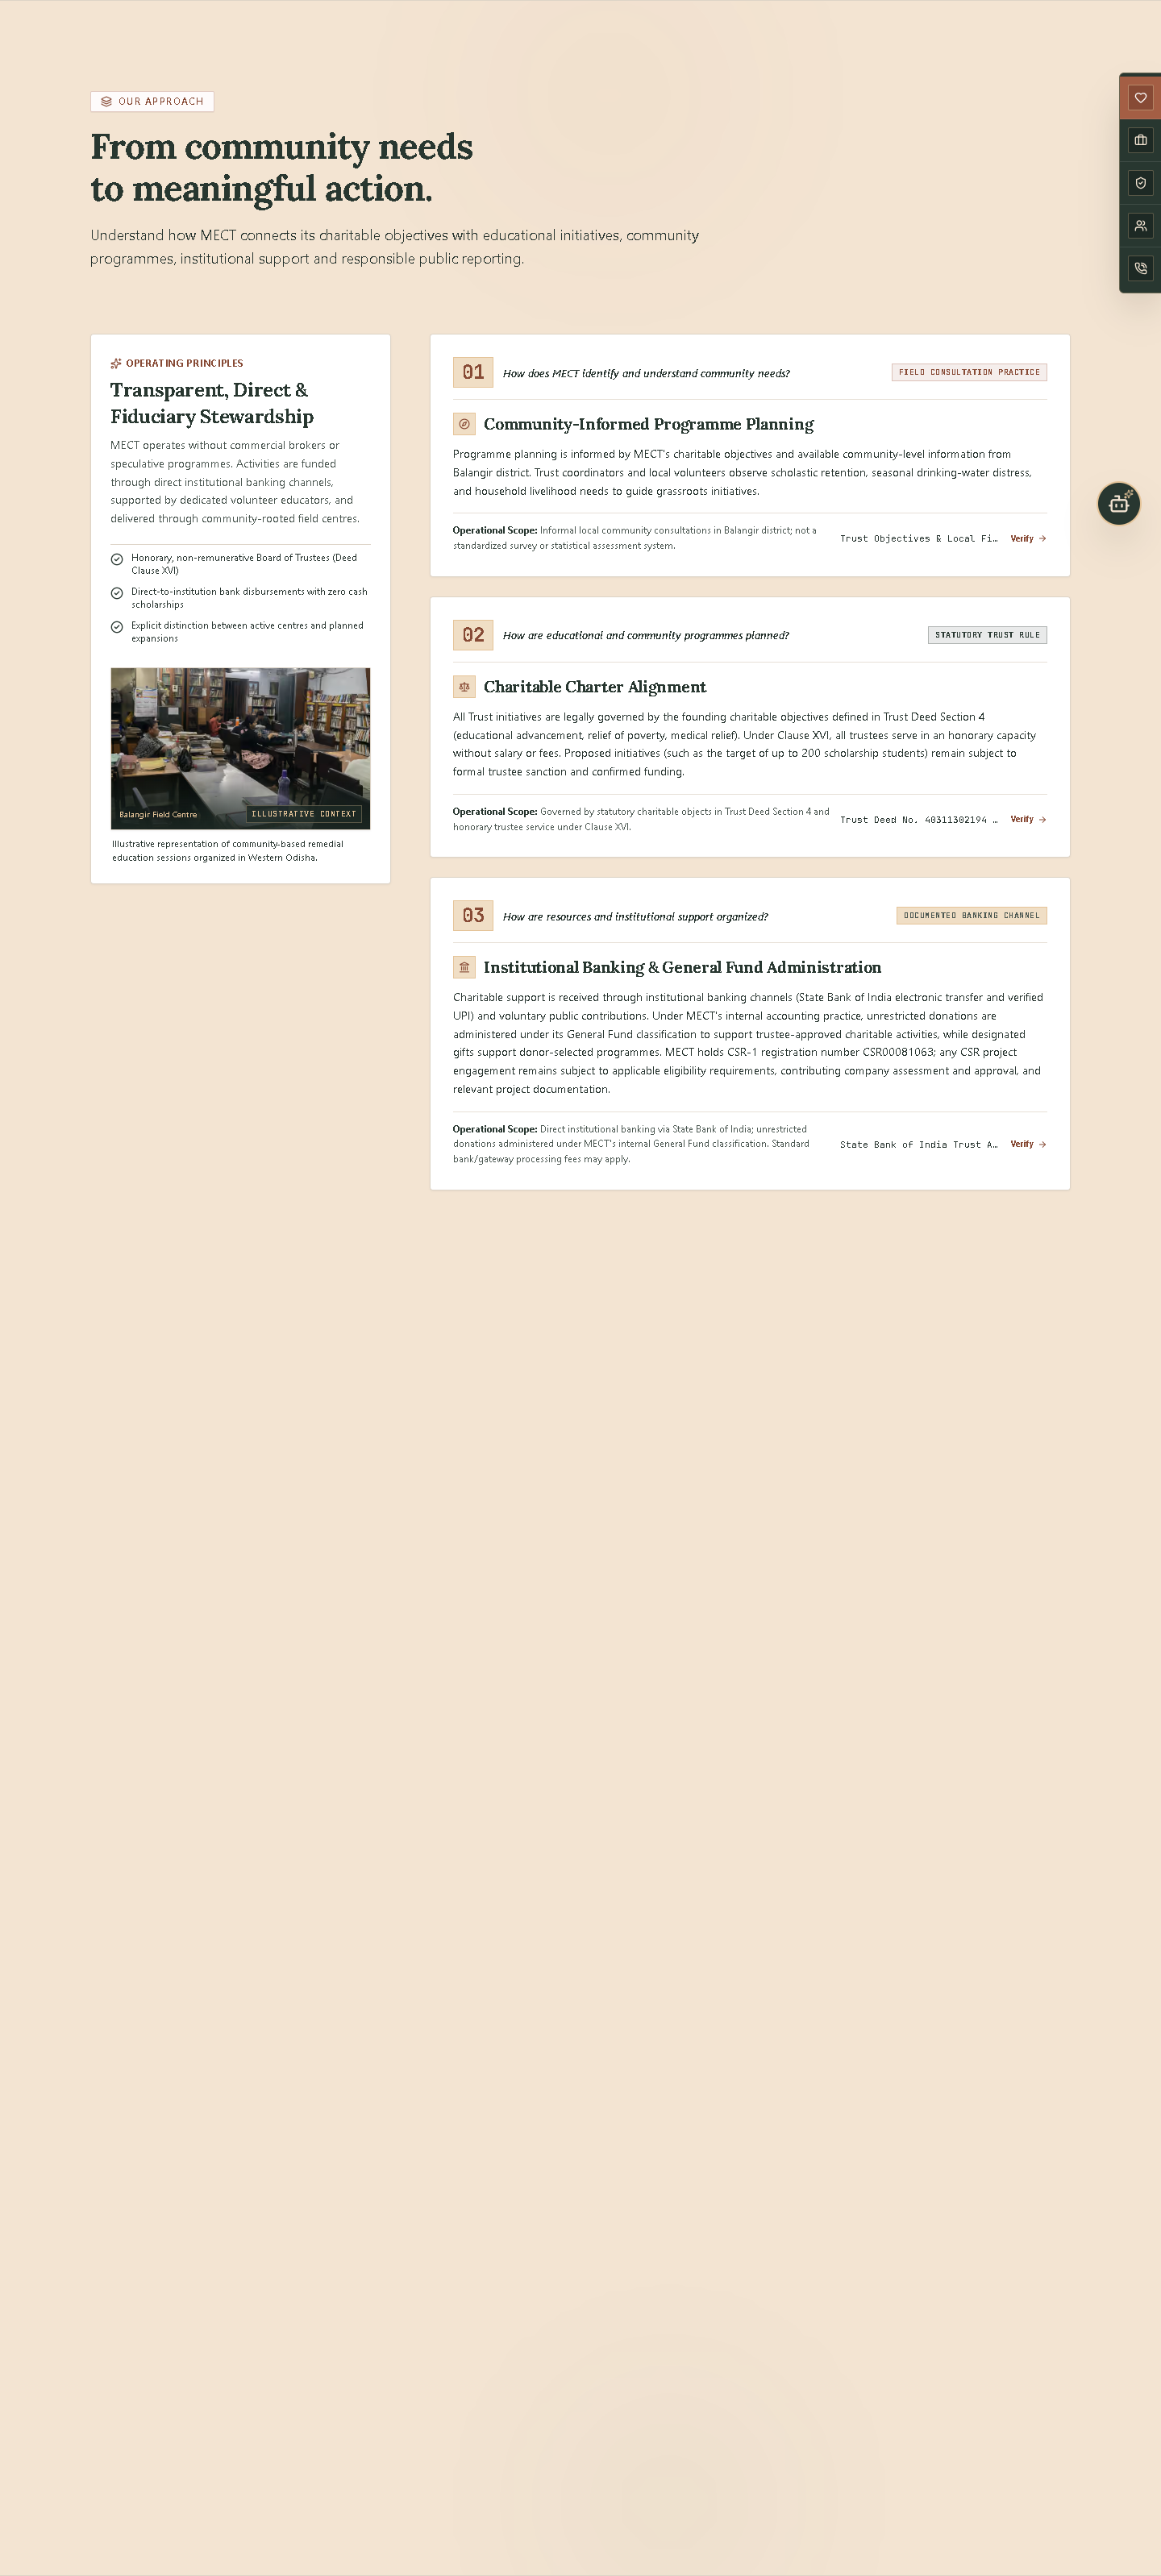 OUR APPROACH
From community needs
to meaningful action.
Understand how MECT connects its charitable objectives with educational initiatives, community
programmes, institutional support and responsible public reporting.
OPERATING PRINCIPLES
Transparent, Direct &
Fiduciary Stewardship
MECT operates without commercial brokers or
speculative programmes. Activities are funded
through direct institutional banking channels,
supported by dedicated volunteer educators, and
delivered through community-rooted field centres.
Honorary, non-remunerative Board of Trustees (Deed
Clause XVI)
Direct-to-institution bank disbursements with zero cash
scholarships
Explicit distinction between active centres and planned
expansions
Balangir Field Centre
ILLUSTRATIVE CONTEXT
Illustrative representation of community-based remedial
education sessions organized in Western Odisha.
01
How does MECT identify and understand community needs?
FIELD CONSULTATION PRACTICE
Community-Informed Programme Planning
Programme planning is informed by MECT's charitable objectives and available community-level information from
Balangir district. Trust coordinators and local volunteers observe scholastic retention, seasonal drinking-water distress,
and household livelihood needs to guide grassroots initiatives.
Operational Scope: Informal local community consultations in Balangir district; not a
standardized survey or statistical assessment system.
Trust Objectives & Local Fi…
Verify →
02
How are educational and community programmes planned?
STATUTORY TRUST RULE
Charitable Charter Alignment
All Trust initiatives are legally governed by the founding charitable objectives defined in Trust Deed Section 4
(educational advancement, relief of poverty, medical relief). Under Clause XVI, all trustees serve in an honorary capacity
without salary or fees. Proposed initiatives (such as the target of up to 200 scholarship students) remain subject to
formal trustee sanction and confirmed funding.
Operational Scope: Governed by statutory charitable objects in Trust Deed Section 4 and
honorary trustee service under Clause XVI.
Trust Deed No. 40311302194 …
Verify →
03
How are resources and institutional support organized?
DOCUMENTED BANKING CHANNEL
Institutional Banking & General Fund Administration
Charitable support is received through institutional banking channels (State Bank of India electronic transfer and verified
UPI) and voluntary public contributions. Under MECT's internal accounting practice, unrestricted donations are
administered under its General Fund classification to support trustee-approved charitable activities, while designated
gifts support donor-selected programmes. MECT holds CSR-1 registration number CSR00081063; any CSR project
engagement remains subject to applicable eligibility requirements, contributing company assessment and approval, and
relevant project documentation.
Operational Scope: Direct institutional banking via State Bank of India; unrestricted
donations administered under MECT's internal General Fund classification. Standard
bank/gateway processing fees may apply.
State Bank of India Trust A…
Verify →